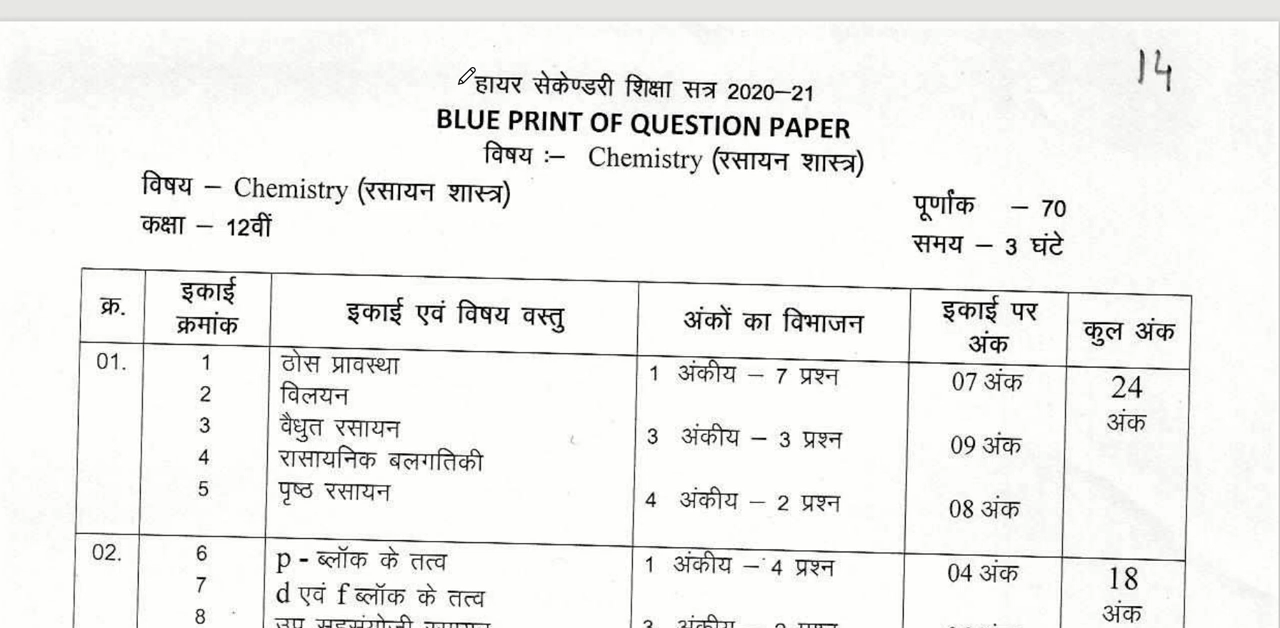 14
हायर सेकेण्डरी शिक्षा सत्र 2020–21
BLUE PRINT OF QUESTION PAPER
विषय :– Chemistry (रसायन शास्त्र)
विषय – Chemistry (रसायन शास्त्र)
पूर्णांक – 70
कक्षा – 12वीं
समय – 3 घंटे
क्र. इकाई क्रमांक इकाई एवं विषय वस्तु अंकों का विभाजन इकाई पर अंक कुल अंक
01. 1 ठोस प्रावस्था 1 अंकीय – 7 प्रश्न 07 अंक 24
2 विलयन अंक
3 वैधुत रसायन 3 अंकीय – 3 प्रश्न 09 अंक
4 रासायनिक बलगतिकी
5 पृष्ठ रसायन 4 अंकीय – 2 प्रश्न 08 अंक
02. 6 p - ब्लॉक के तत्व 1 अंकीय – 4 प्रश्न 04 अंक 18
7 d एवं f ब्लॉक के तत्व अंक
8